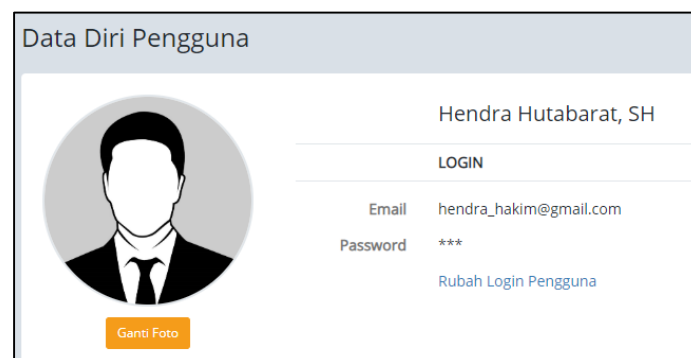 Data Diri Pengguna
Hendra Hutabarat, SH
LOGIN
Email hendra_hakim@gmail.com
Password ***
Rubah Login Pengguna
Ganti Foto